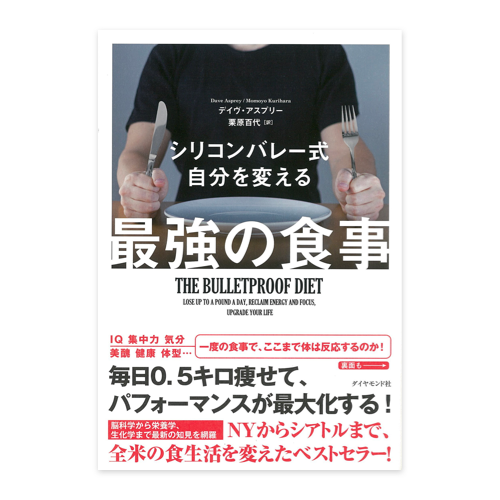 Dave Asprey / Momoyo Kurihara
デイヴ・アスプリー
栗原百代[訳]
シリコンバレー式
自分を変える
最強の食事
THE BULLETPROOF DIET
LOSE UP TO A POUND A DAY, RECLAIM ENERGY AND FOCUS,
UPGRADE YOUR LIFE
IQ 集中力 気分
美醜 健康 体型…
一度の食事で、ここまで体は反応するのか!
裏面も
毎日0.5キロ痩せて、
パフォーマンスが最大化する!
ダイヤモンド社
脳科学から栄養学、
生化学まで最新の知見を網羅
NYからシアトルまで、
全米の食生活を変えたベストセラー!